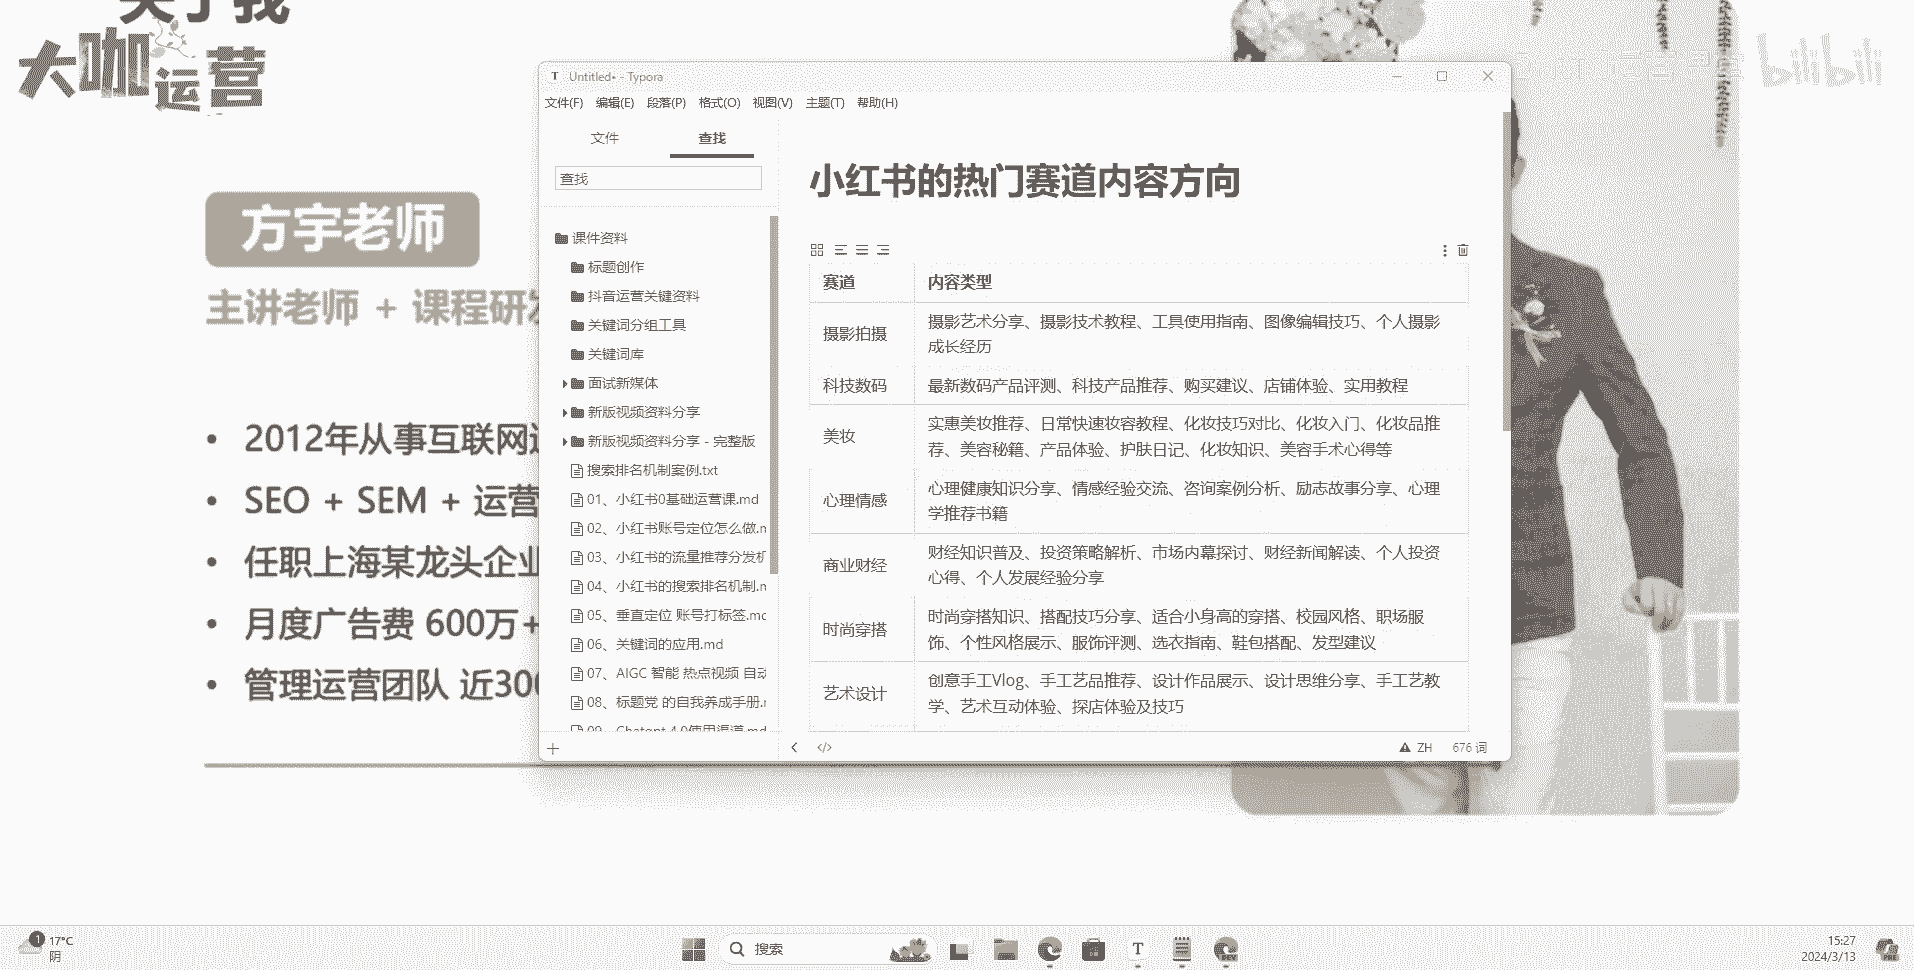 关于我
大咖运营
bilibili
方宇老师
主讲老师 + 课程研发
• 2012年从事互联网
• SEO + SEM + 运营
• 任职上海某龙头企业
• 月度广告费 600万+
• 管理运营团队 近300
Untitled• - Typora
文件(F) 编辑(E) 段落(P) 格式(O) 视图(V) 主题(T) 帮助(H)
文件 查找
查找
课件资料
标题创作
抖音运营关键资料
关键词分组工具
关键词库
面试新媒体
新版视频资料分享
新版视频资料分享 - 完整版
搜索排名机制案例.txt
01、小红书0基础运营课.md
02、小红书账号定位怎么做.m
03、小红书的流量推荐分发机
04、小红书的搜索排名机制.m
05、垂直定位 账号打标签.mc
06、关键词的应用.md
07、AIGC 智能 热点视频 自动
08、标题党 的自我养成手册.r
09、Chatgpt 4.0使用渠道.md
小红书的热门赛道内容方向
赛道 内容类型
摄影拍摄 摄影艺术分享、摄影技术教程、工具使用指南、图像编辑技巧、个人摄影
成长经历
科技数码 最新数码产品评测、科技产品推荐、购买建议、店铺体验、实用教程
美妆 实惠美妆推荐、日常快速妆容教程、化妆技巧对比、化妆入门、化妆品推
荐、美容秘籍、产品体验、护肤日记、化妆知识、美容手术心得等
心理情感 心理健康知识分享、情感经验交流、咨询案例分析、励志故事分享、心理
学推荐书籍
商业财经 财经知识普及、投资策略解析、市场内幕探讨、财经新闻解读、个人投资
心得、个人发展经验分享
时尚穿搭 时尚穿搭知识、搭配技巧分享、适合小身高的穿搭、校园风格、职场服
饰、个性风格展示、服饰评测、选衣指南、鞋包搭配、发型建议
艺术设计 创意手工Vlog、手工艺品推荐、设计作品展示、设计思维分享、手工艺教
学、艺术互动体验、探店体验及技巧
ZH 676 词
1 17°C
阴
搜索
15:27
2024/3/13